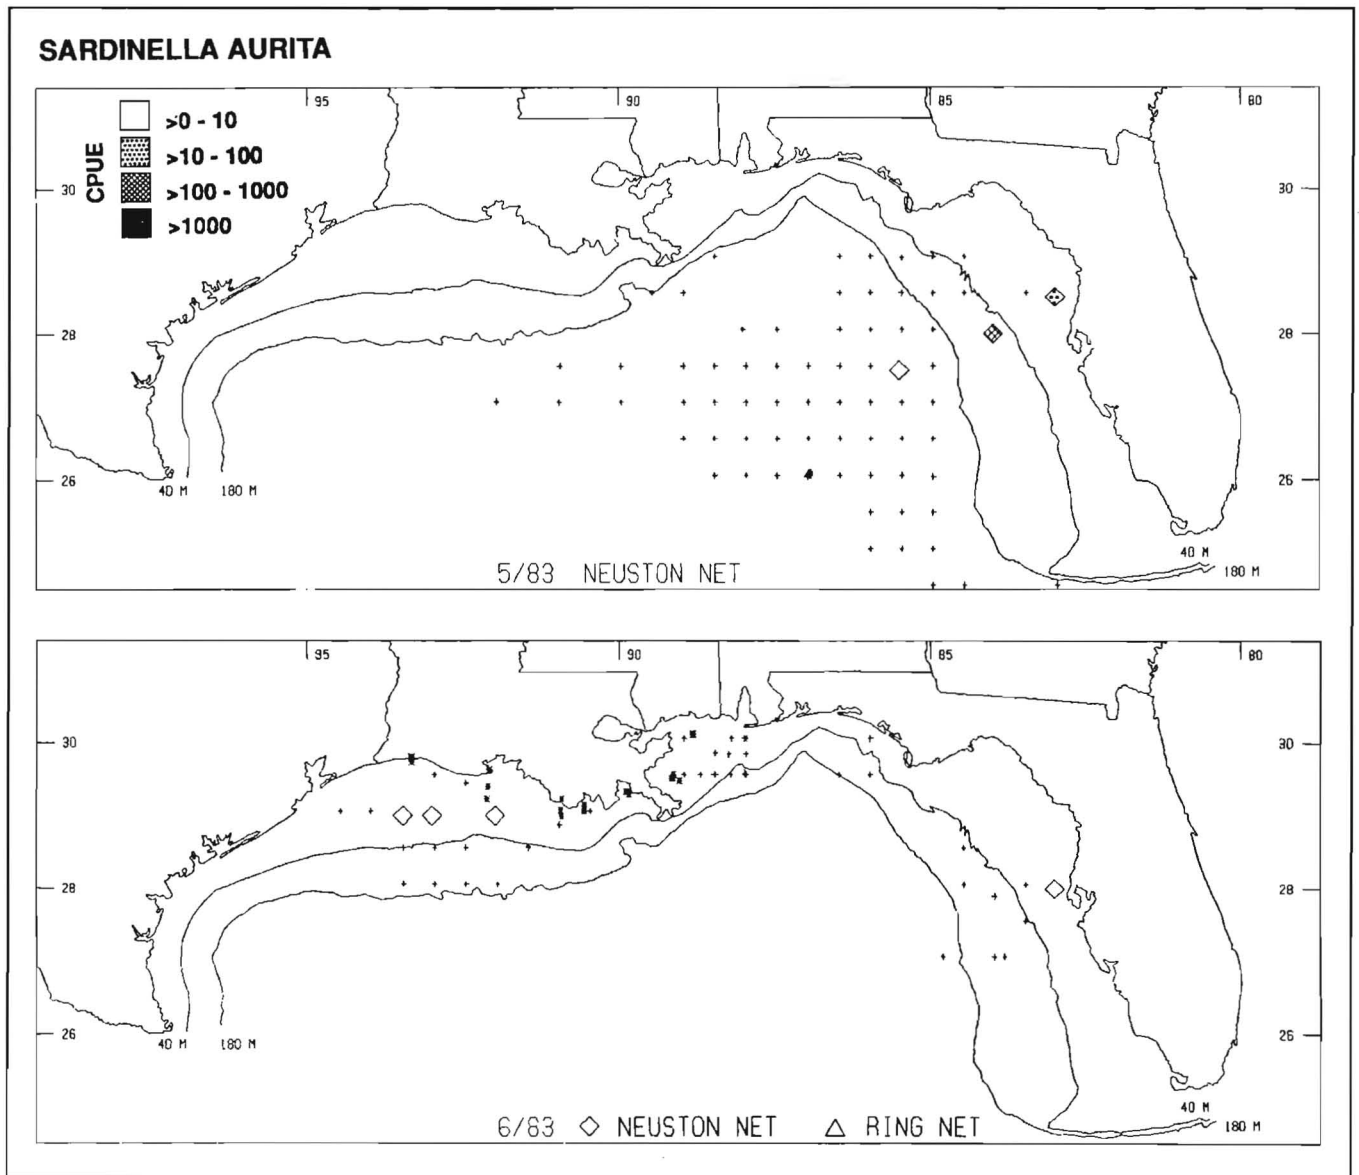 SARDINELLA AURITA
CPUE
>0 - 10
>10 - 100
>100 - 1000
>1000
95 90 85 80
30 30
28 28
26 26
40 M 180 M
40 M
180 M
5/83 NEUSTON NET
95 90 85 80
30 30
28 28
26 26
40 M 180 M
40 M
180 M
6/83 NEUSTON NET RING NET